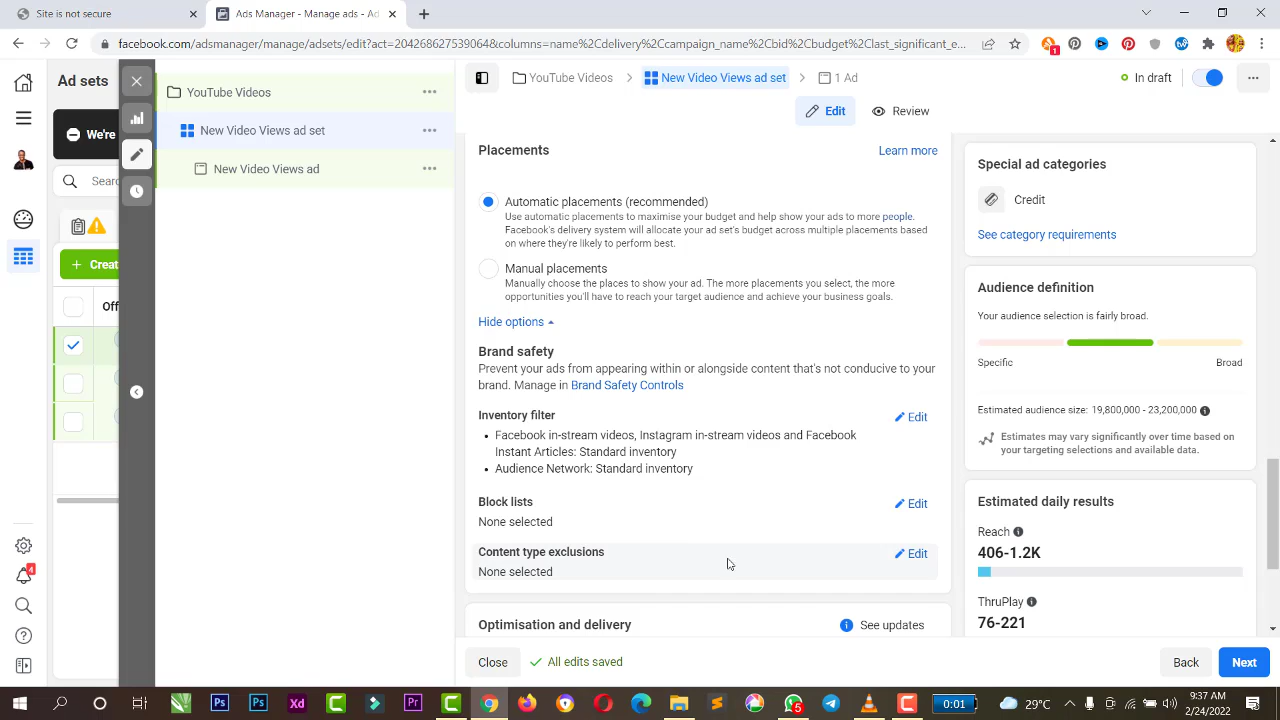 Site is not secure
Ads Manager - Manage ads - Ad
facebook.com/adsmanager/manage/adsets/edit?act=204286627539064&columns=name%2Cdelivery%2Ccampaign_name%2Cbid%2Cbudget%2Clast_significant_e...
1
Ad sets
We're
Searc
Creat
Off
YouTube Videos
New Video Views ad set
New Video Views ad
YouTube Videos
New Video Views ad set
1 Ad
In draft
Edit
Review
Placements
Learn more
Automatic placements (recommended)
Use automatic placements to maximise your budget and help show your ads to more people.
Facebook's delivery system will allocate your ad set's budget across multiple placements based
on where they're likely to perform best.
Manual placements
Manually choose the places to show your ad. The more placements you select, the more
opportunities you'll have to reach your target audience and achieve your business goals.
Hide options
Brand safety
Prevent your ads from appearing within or alongside content that's not conducive to your
brand. Manage in Brand Safety Controls
Inventory filter
Edit
• Facebook in-stream videos, Instagram in-stream videos and Facebook
Instant Articles: Standard inventory
• Audience Network: Standard inventory
Block lists
Edit
None selected
Content type exclusions
Edit
None selected
Optimisation and delivery
See updates
Close
All edits saved
Back
Next
Special ad categories
Credit
See category requirements
Audience definition
Your audience selection is fairly broad.
Specific
Broad
Estimated audience size: 19,800,000 - 23,200,000
Estimates may vary significantly over time based on
your targeting selections and available data.
Estimated daily results
Reach
406-1.2K
ThruPlay
76-221
4
Ps
Ps
Xd
Pr
5
0:01
29°C
9:37 AM
2/24/2022